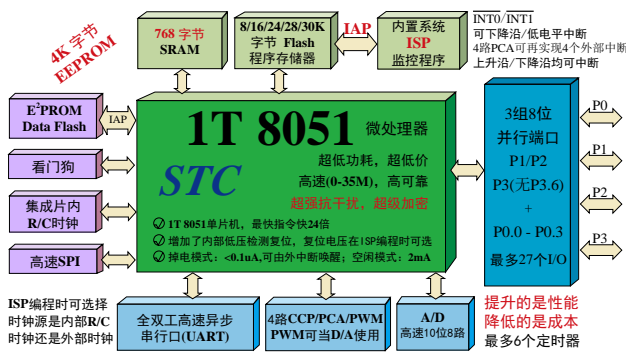 4K 字节
EEPROM
768 字节
SRAM
8/16/24/28/30K
字节 Flash
程序存储器
IAP
内置系统
ISP
监控程序
INT0/INT1
可下降沿/低电平中断
4路PCA可再实现4个外部中断
上升沿/下降沿均可中断
E²PROM
Data Flash
IAP
看门狗
集成片内
R/C时钟
高速SPI
1T 8051 微处理器
STC
超低功耗，超低价
高速(0-35M)，高可靠
超强抗干扰，超级加密
1T 8051单片机，最快指令快24倍
增加了内部低压检测复位，复位电压在ISP编程时可选
掉电模式：<0.1uA,可由外中断唤醒；空闲模式：2mA
3组8位
并行端口
P1/P2
P3(无P3.6)
+
P0.0 - P0.3
最多27个I/O
P0
P1
P2
P3
ISP编程时可选择
时钟源是内部R/C
时钟还是外部时钟
全双工高速异步
串行口(UART)
4路CCP/PCA/PWM
PWM可当D/A使用
A/D
高速10位8路
提升的是性能
降低的是成本
最多6个定时器